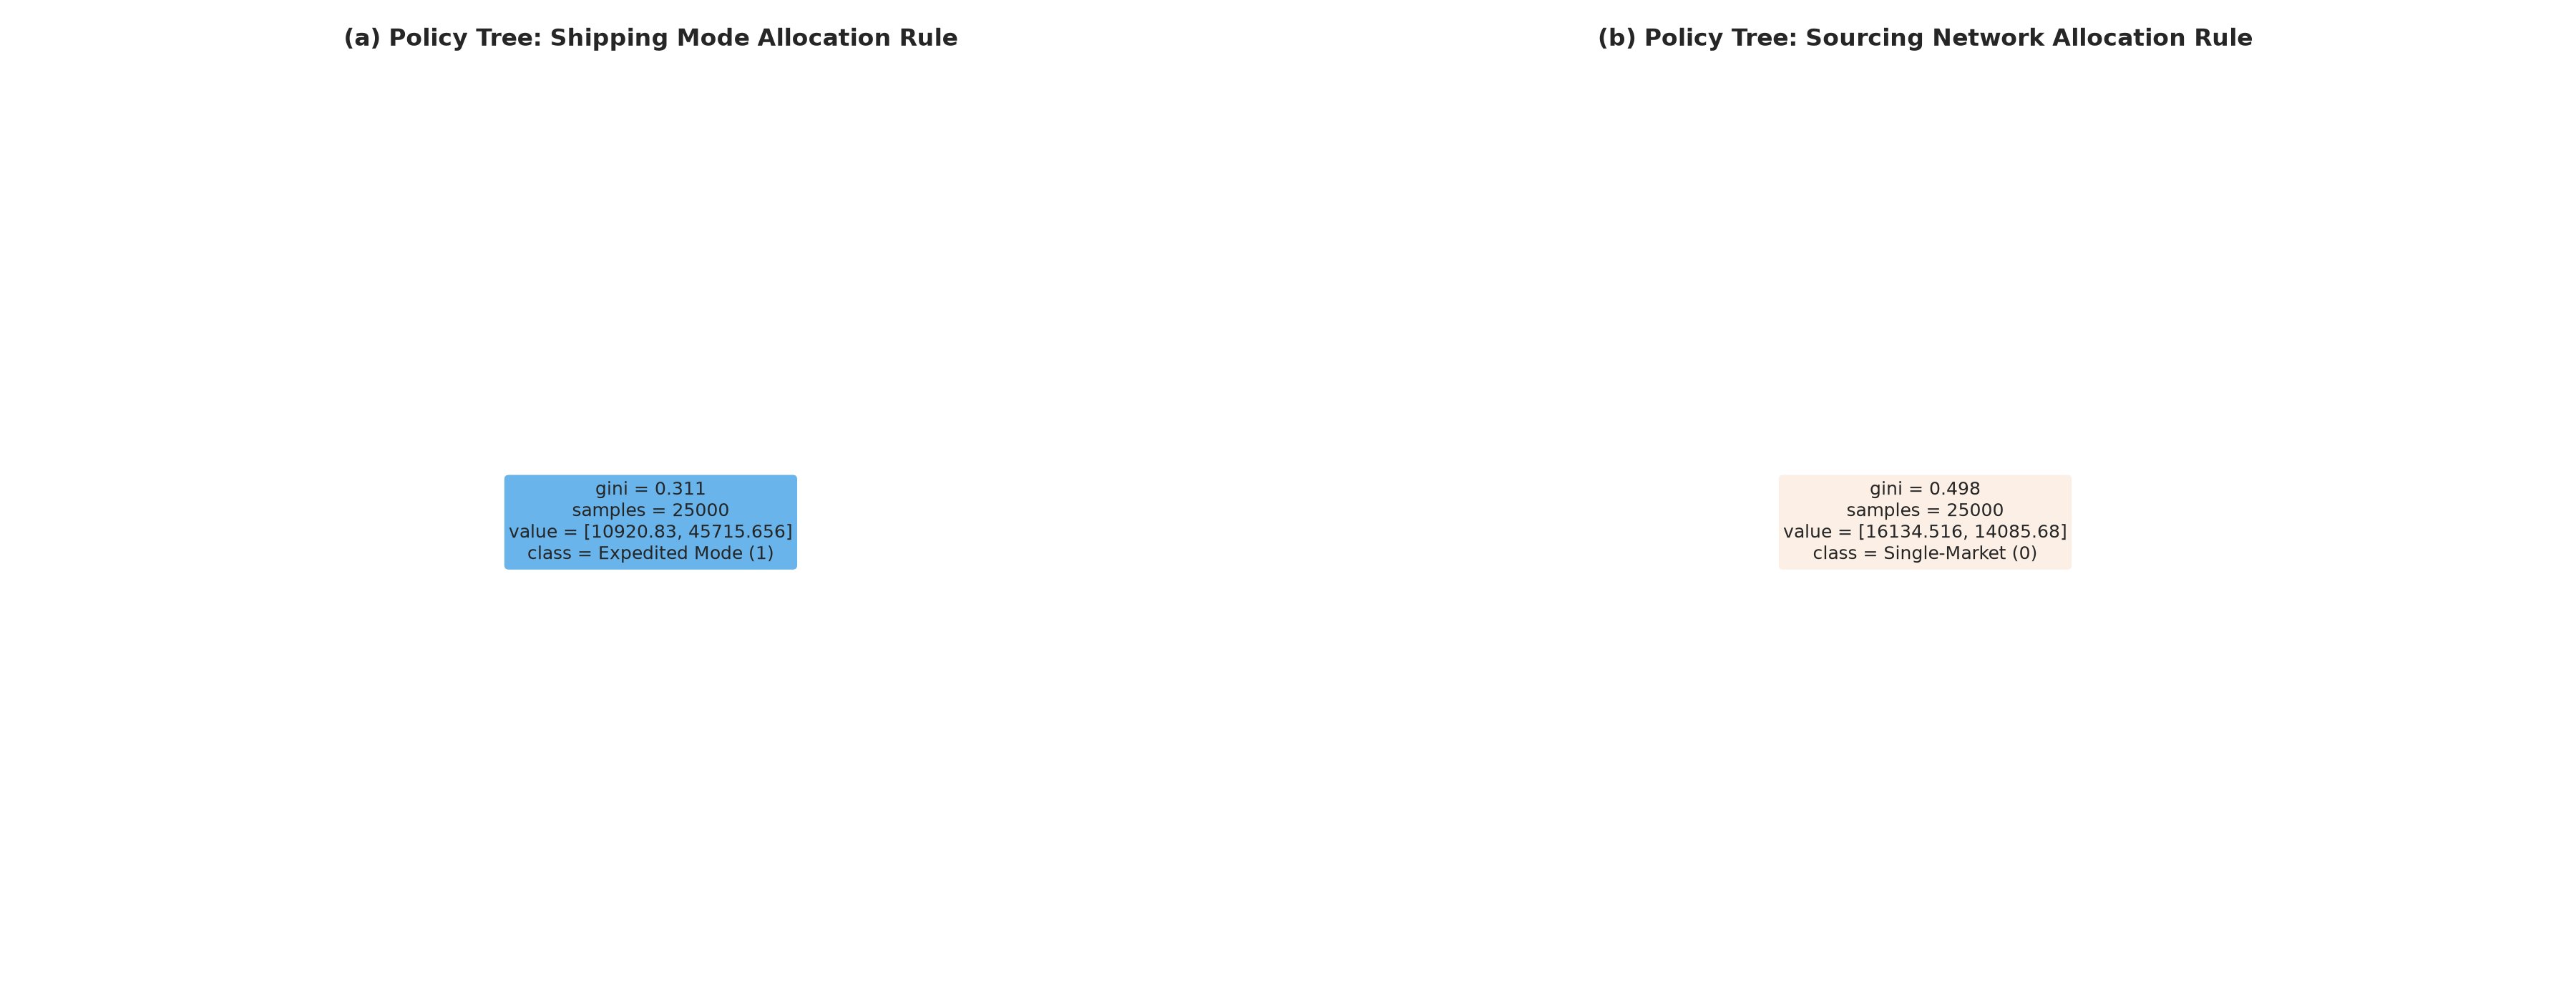 (a) Policy Tree: Shipping Mode Allocation Rule
gini = 0.311
samples = 25000
value = [10920.83, 45715.656]
class = Expedited Mode (1)
(b) Policy Tree: Sourcing Network Allocation Rule
gini = 0.498
samples = 25000
value = [16134.516, 14085.68]
class = Single-Market (0)